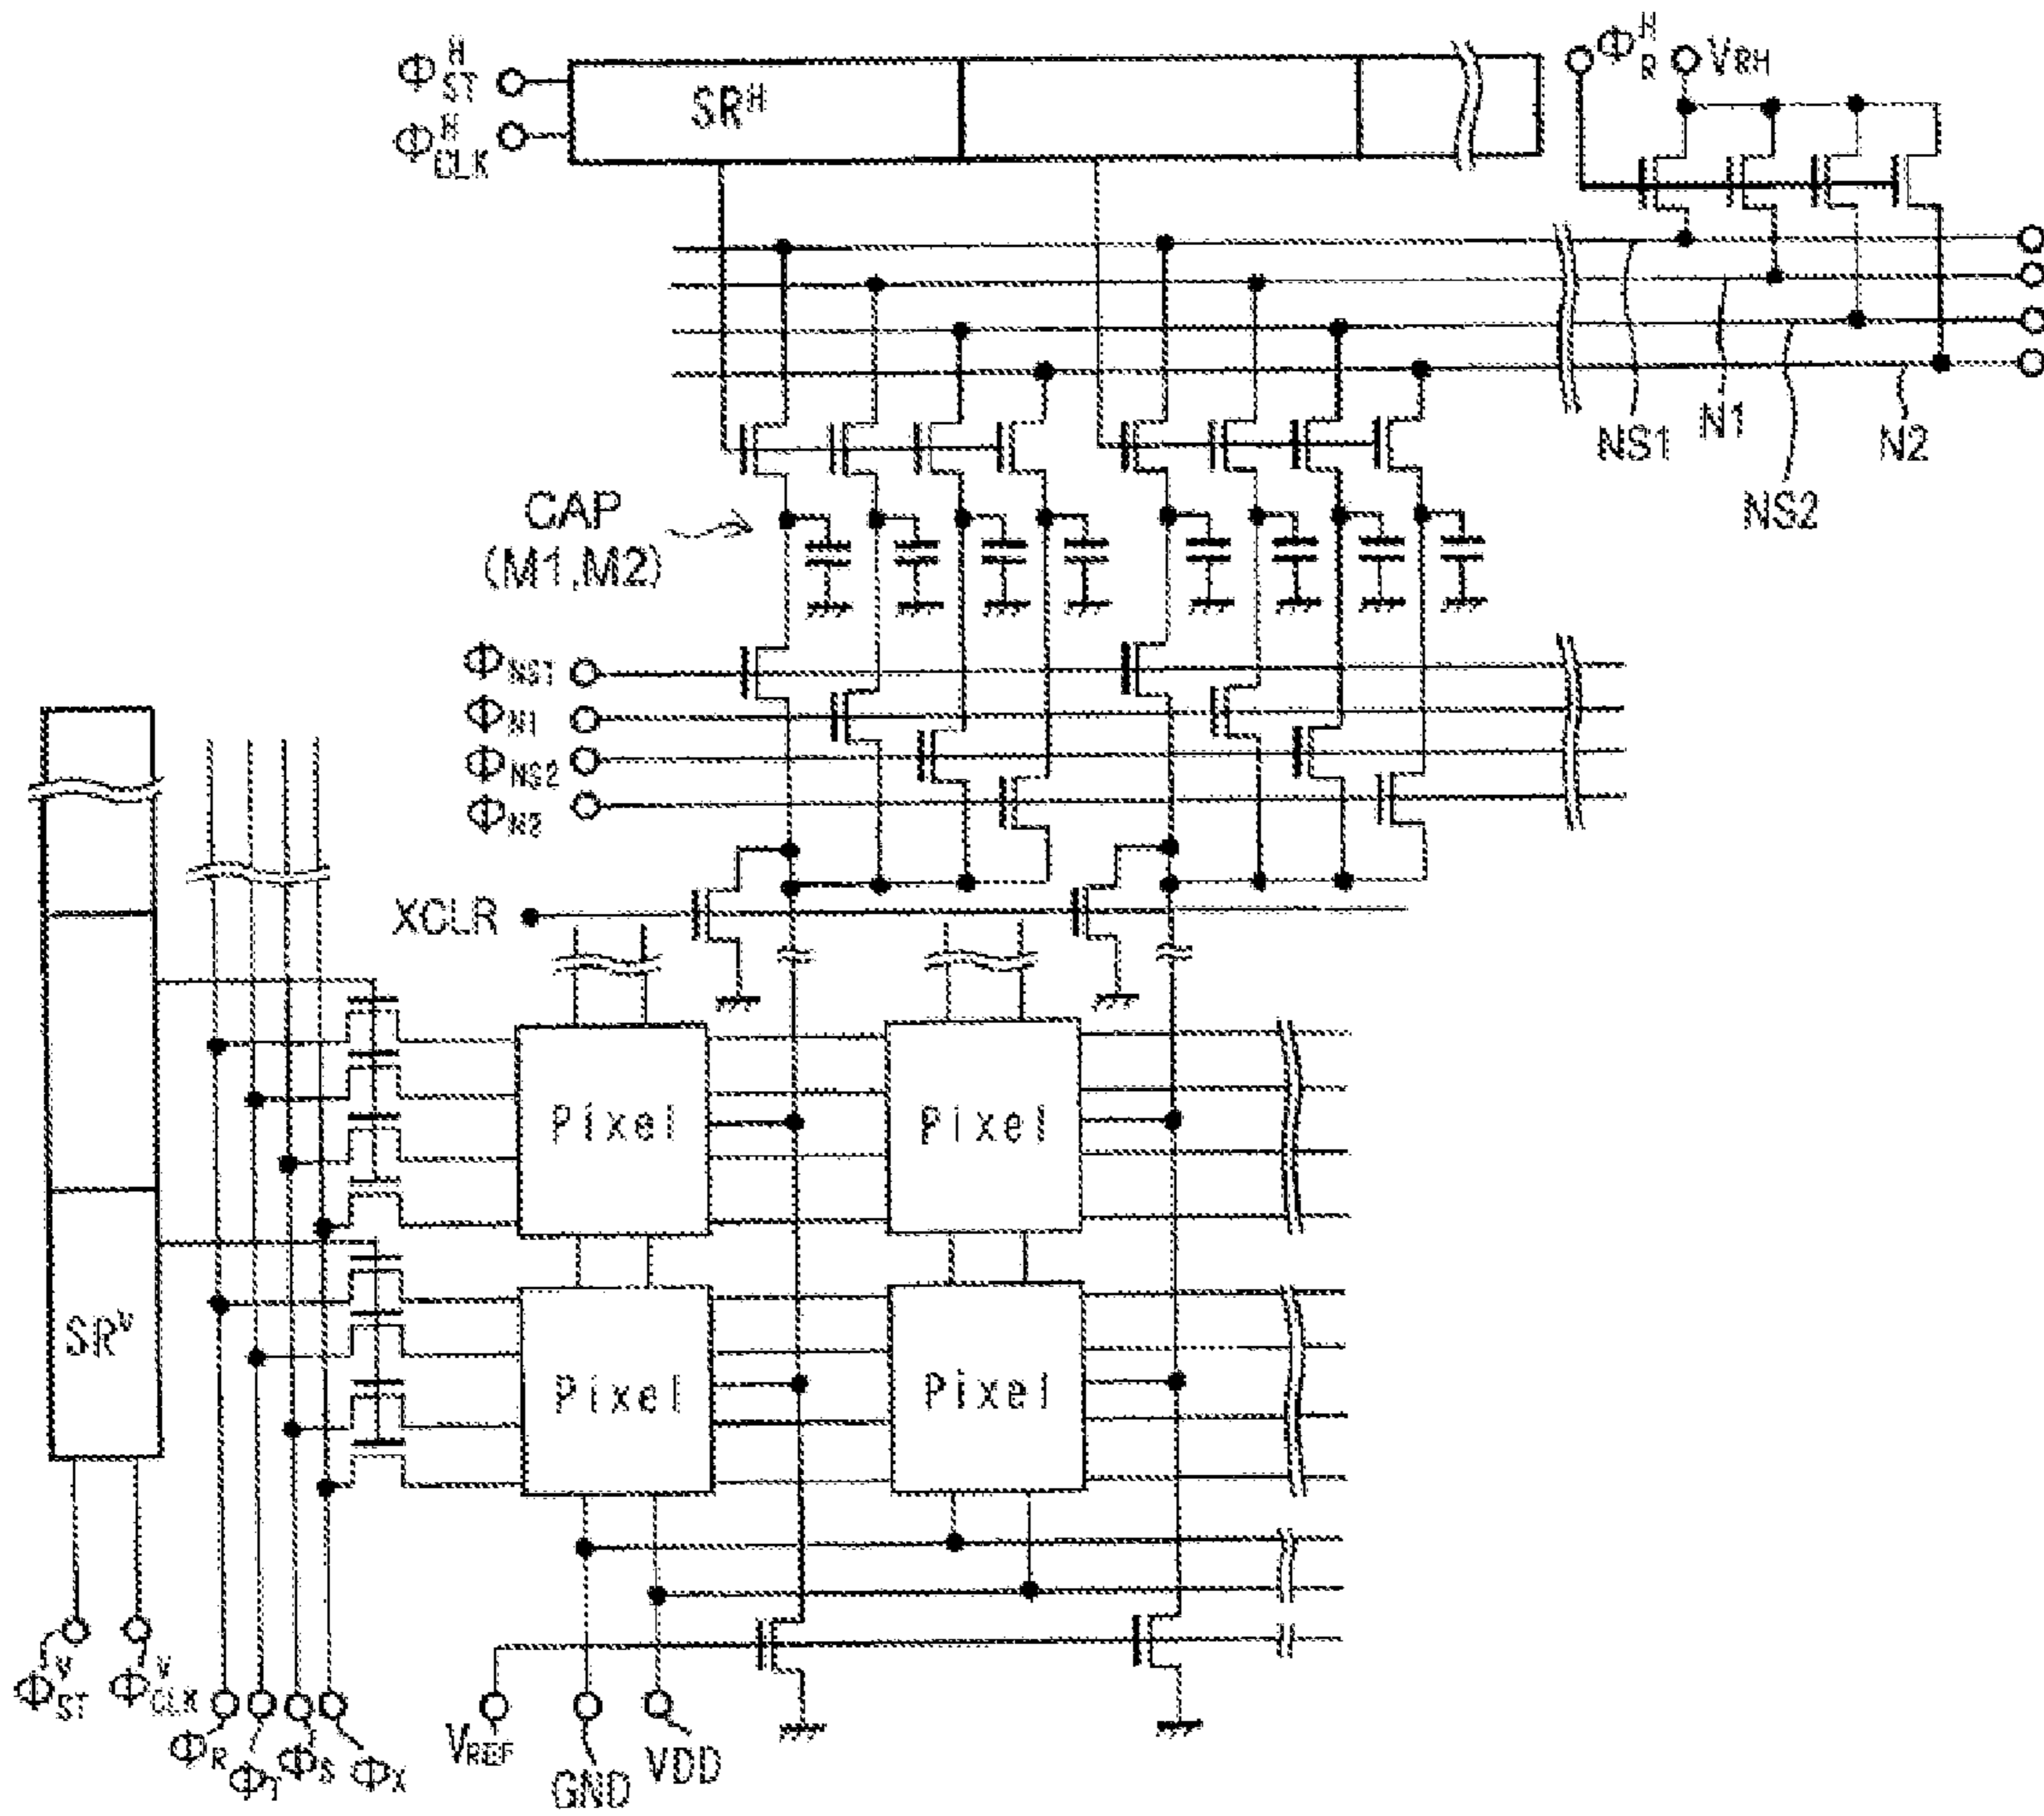 Φ^H_ST
Φ^H_CLK
SR^H
Φ^H_R
V_RH
NS1
N1
NS2
N2
CAP
(M1,M2)
Φ_NS1
Φ_N1
Φ_NS2
Φ_N2
XCLR
Pixel
Pixel
SR^V
Pixel
Pixel
Φ^V_ST
Φ^V_CLK
Φ_R
Φ_T
Φ_S
Φ_X
V_REF
GND
VDD